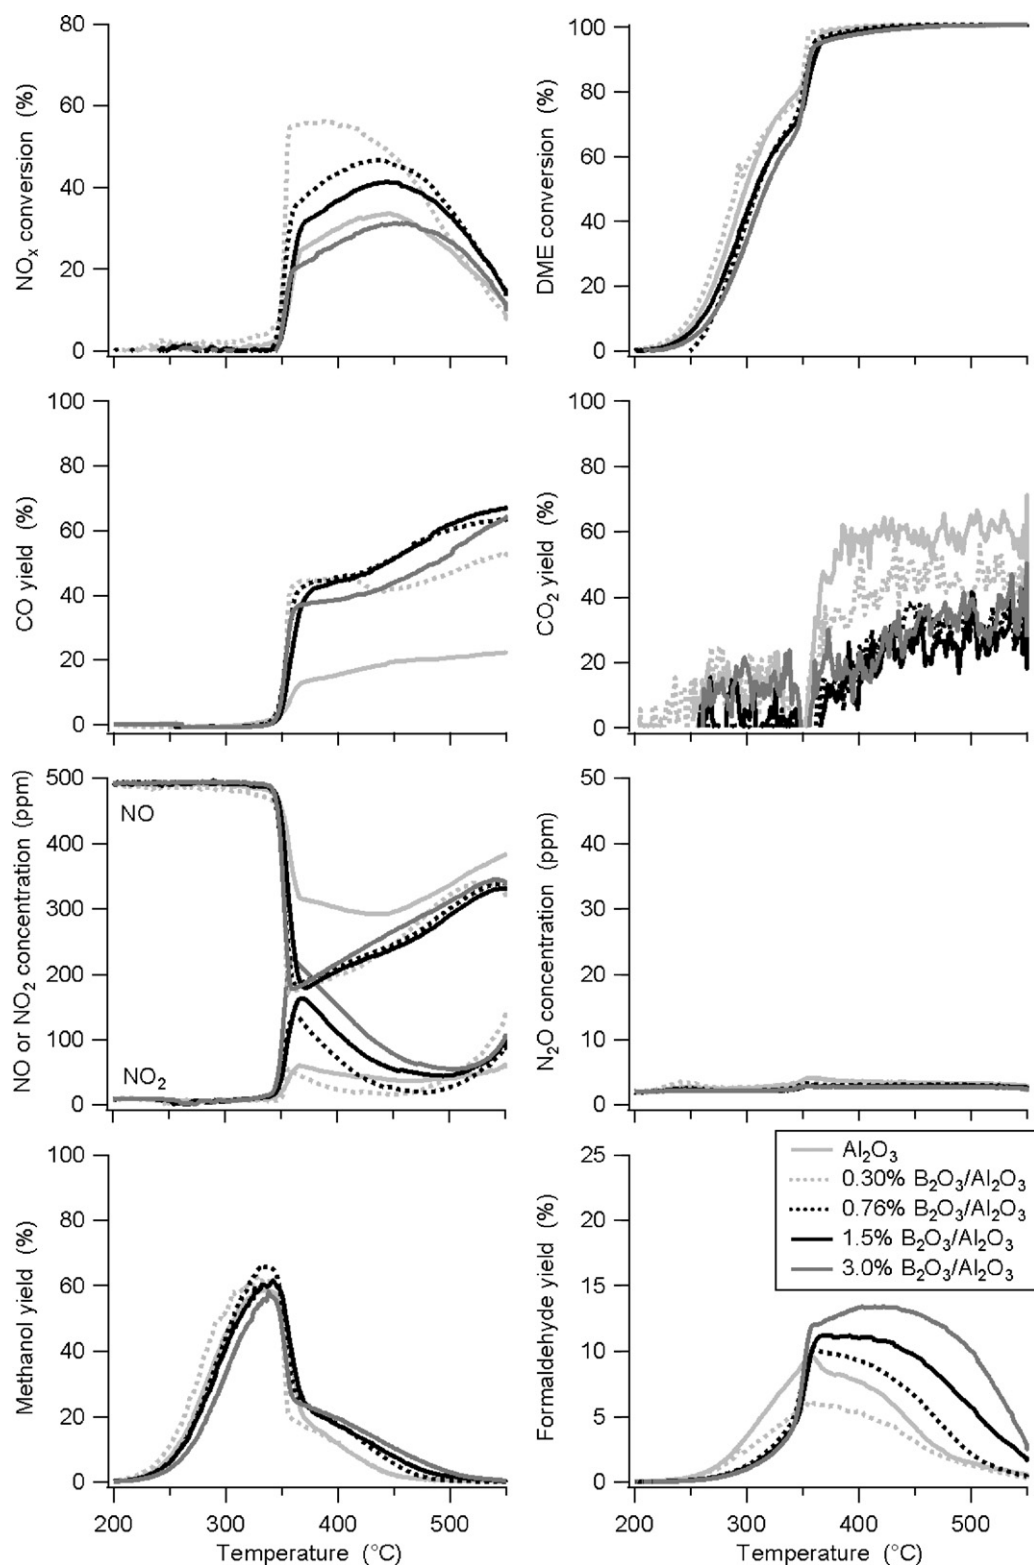 NOx conversion (%)
80
60
40
20
0
DME conversion (%)
100
80
60
40
20
0
CO yield (%)
100
80
60
40
20
0
CO2 yield (%)
100
80
60
40
20
0
NO or NO2 concentration (ppm)
500
400
300
200
100
0
NO
NO2
N2O concentration (ppm)
50
40
30
20
10
0
Methanol yield (%)
100
80
60
40
20
0
200 300 400 500
Temperature (°C)
Formaldehyde yield (%)
25
20
15
10
5
0
Al2O3
0.30% B2O3/Al2O3
0.76% B2O3/Al2O3
1.5% B2O3/Al2O3
3.0% B2O3/Al2O3
200 300 400 500
Temperature (°C)